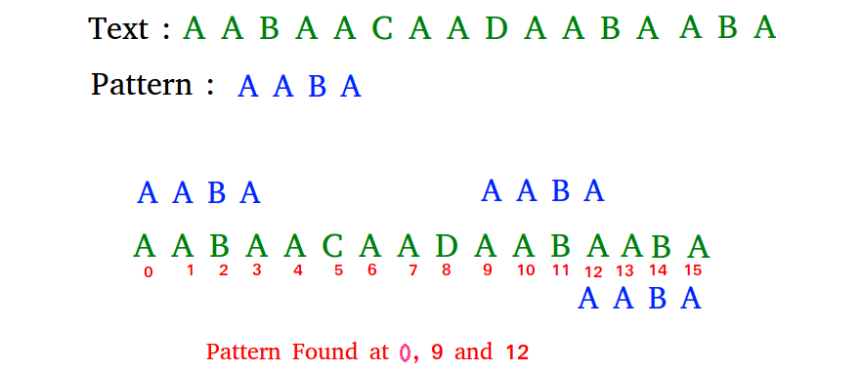 Text : A A B A A C A A D A A B A A B A
Pattern : A A B A
A A B A A A B A
A A B A A C A A D A A B A A B A
0 1 2 3 4 5 6 7 8 9 10 11 12 13 14 15
A A B A
Pattern Found at 0, 9 and 12